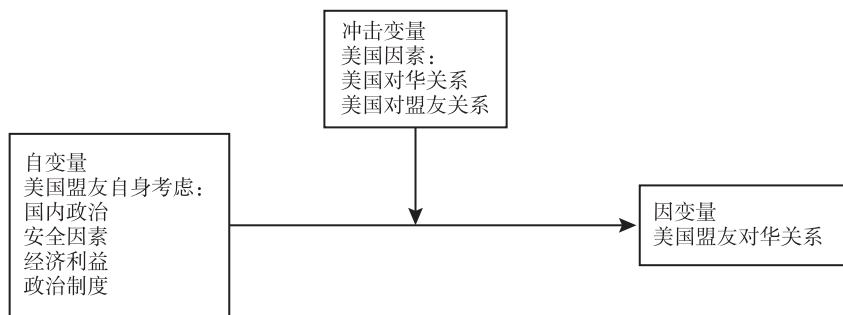 冲击变量
美国因素：
美国对华关系
美国对盟友关系
自变量
美国盟友自身考虑：
国内政治
安全因素
经济利益
政治制度
因变量
美国盟友对华关系